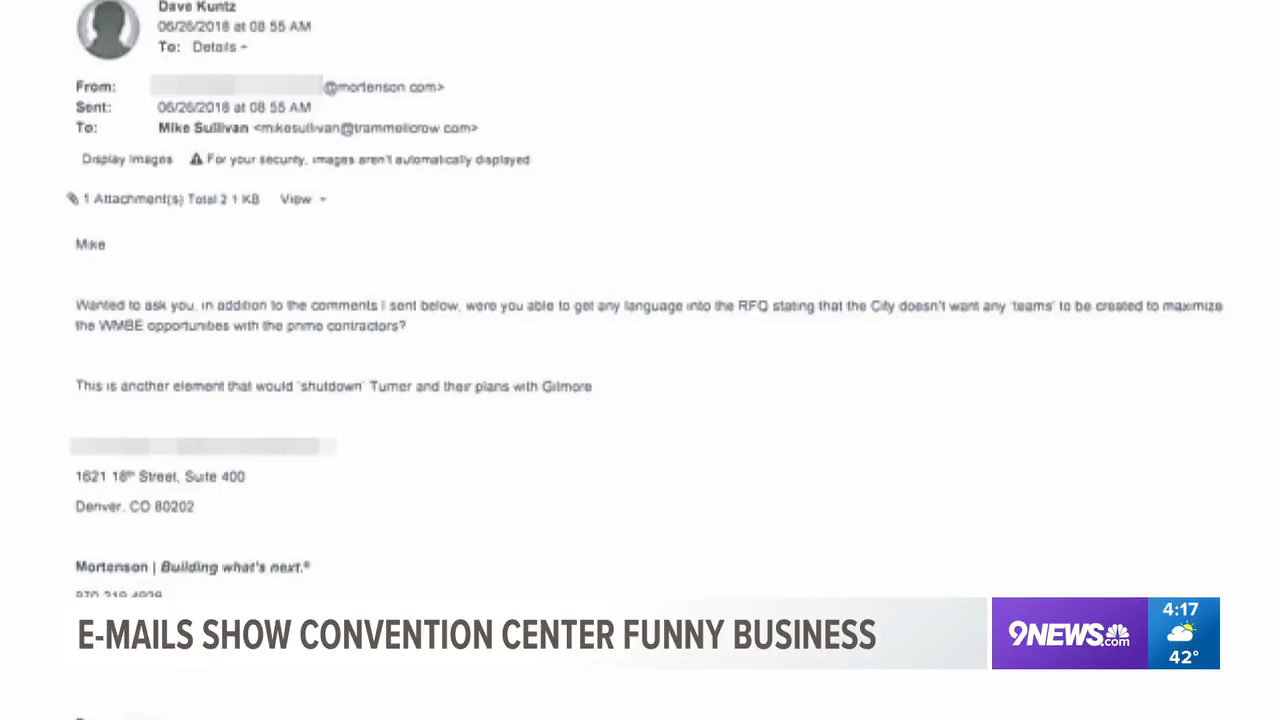 Dave Kuntz
06/26/2018 at 08 55 AM
To: Details
From: @mortenson com>
Sent: 06/26/2018 at 08 55 AM
To: Mike Sullivan <mikesullivan@trammellcrow com>
Display Images For your security, images aren't automatically displayed
1 Attachment(s) Total 2 1 KB View
Mike
Wanted to ask you, in addition to the comments I sent below, were you able to get any language into the RFQ stating that the City doesn't want any 'teams' to be created to maximize
the WMBE opportunities with the prime contractors?
This is another element that would 'shutdown' Turner and their plans with Gilmore
1621 18th Street, Suite 400
Denver, CO 80202
Mortenson | Building what's next.®
E-MAILS SHOW CONVENTION CENTER FUNNY BUSINESS
9NEWS.com
4:17
42°